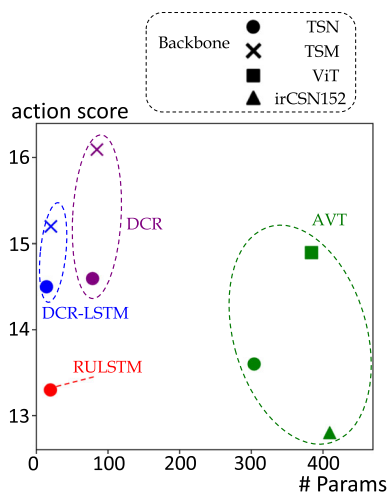 Backbone
TSN
TSM
ViT
irCSN152
action score
16
15
14
13
DCR
AVT
DCR-LSTM
RULSTM
0 100 200 300 400
# Params